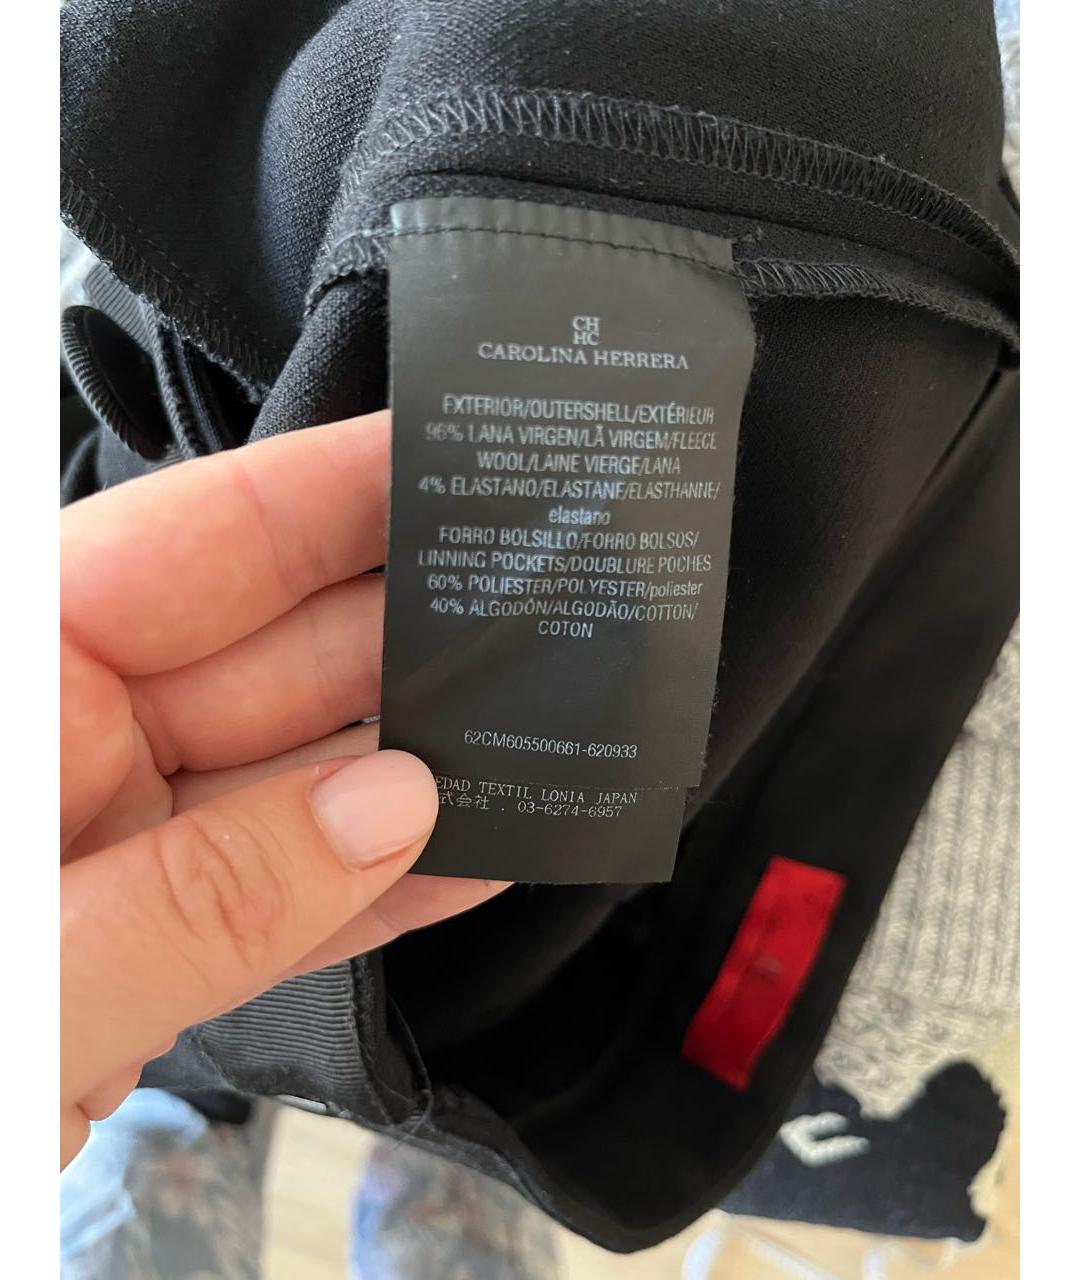 CH
HC
CAROLINA HERRERA
EXTERIOR/OUTERSHELL/EXTÉRIEUR
96% LANA VIRGEN/LÃ VIRGEM/FLEECE
WOOL/LAINE VIERGE/LANA
4% ELASTANO/ELASTANE/ELASTHANNE/
elastano
FORRO BOLSILLO/FORRO BOLSOS/
LINNING POCKETS/DOUBLURE POCHES
60% POLIESTER/POLYESTER/poliester
40% ALGODÓN/ALGODÃO/COTTON/
COTON
62CM605500661-620933
EDAD TEXTIL LONIA JAPAN
式会社 . 03-6274-6957